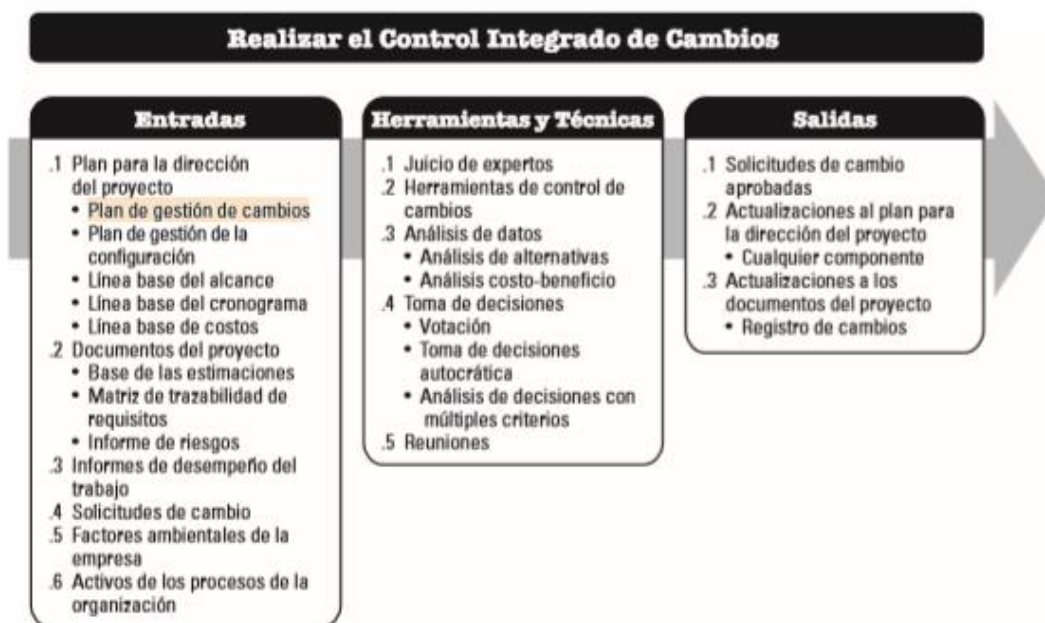 Realizar el Control Integrado de Cambios
Entradas
.1 Plan para la dirección
del proyecto
• Plan de gestión de cambios
• Plan de gestión de la
configuración
• Línea base del alcance
• Línea base del cronograma
• Línea base de costos
.2 Documentos del proyecto
• Base de las estimaciones
• Matriz de trazabilidad de
requisitos
• Informe de riesgos
.3 Informes de desempeño del
trabajo
.4 Solicitudes de cambio
.5 Factores ambientales de la
empresa
.6 Activos de los procesos de la
organización
Herramientas y Técnicas
.1 Juicio de expertos
.2 Herramientas de control de
cambios
.3 Análisis de datos
• Análisis de alternativas
• Análisis costo-beneficio
.4 Toma de decisiones
• Votación
• Toma de decisiones
autocrática
• Análisis de decisiones con
múltiples criterios
.5 Reuniones
Salidas
.1 Solicitudes de cambio
aprobadas
.2 Actualizaciones al plan para
la dirección del proyecto
• Cualquier componente
.3 Actualizaciones a los
documentos del proyecto
• Registro de cambios